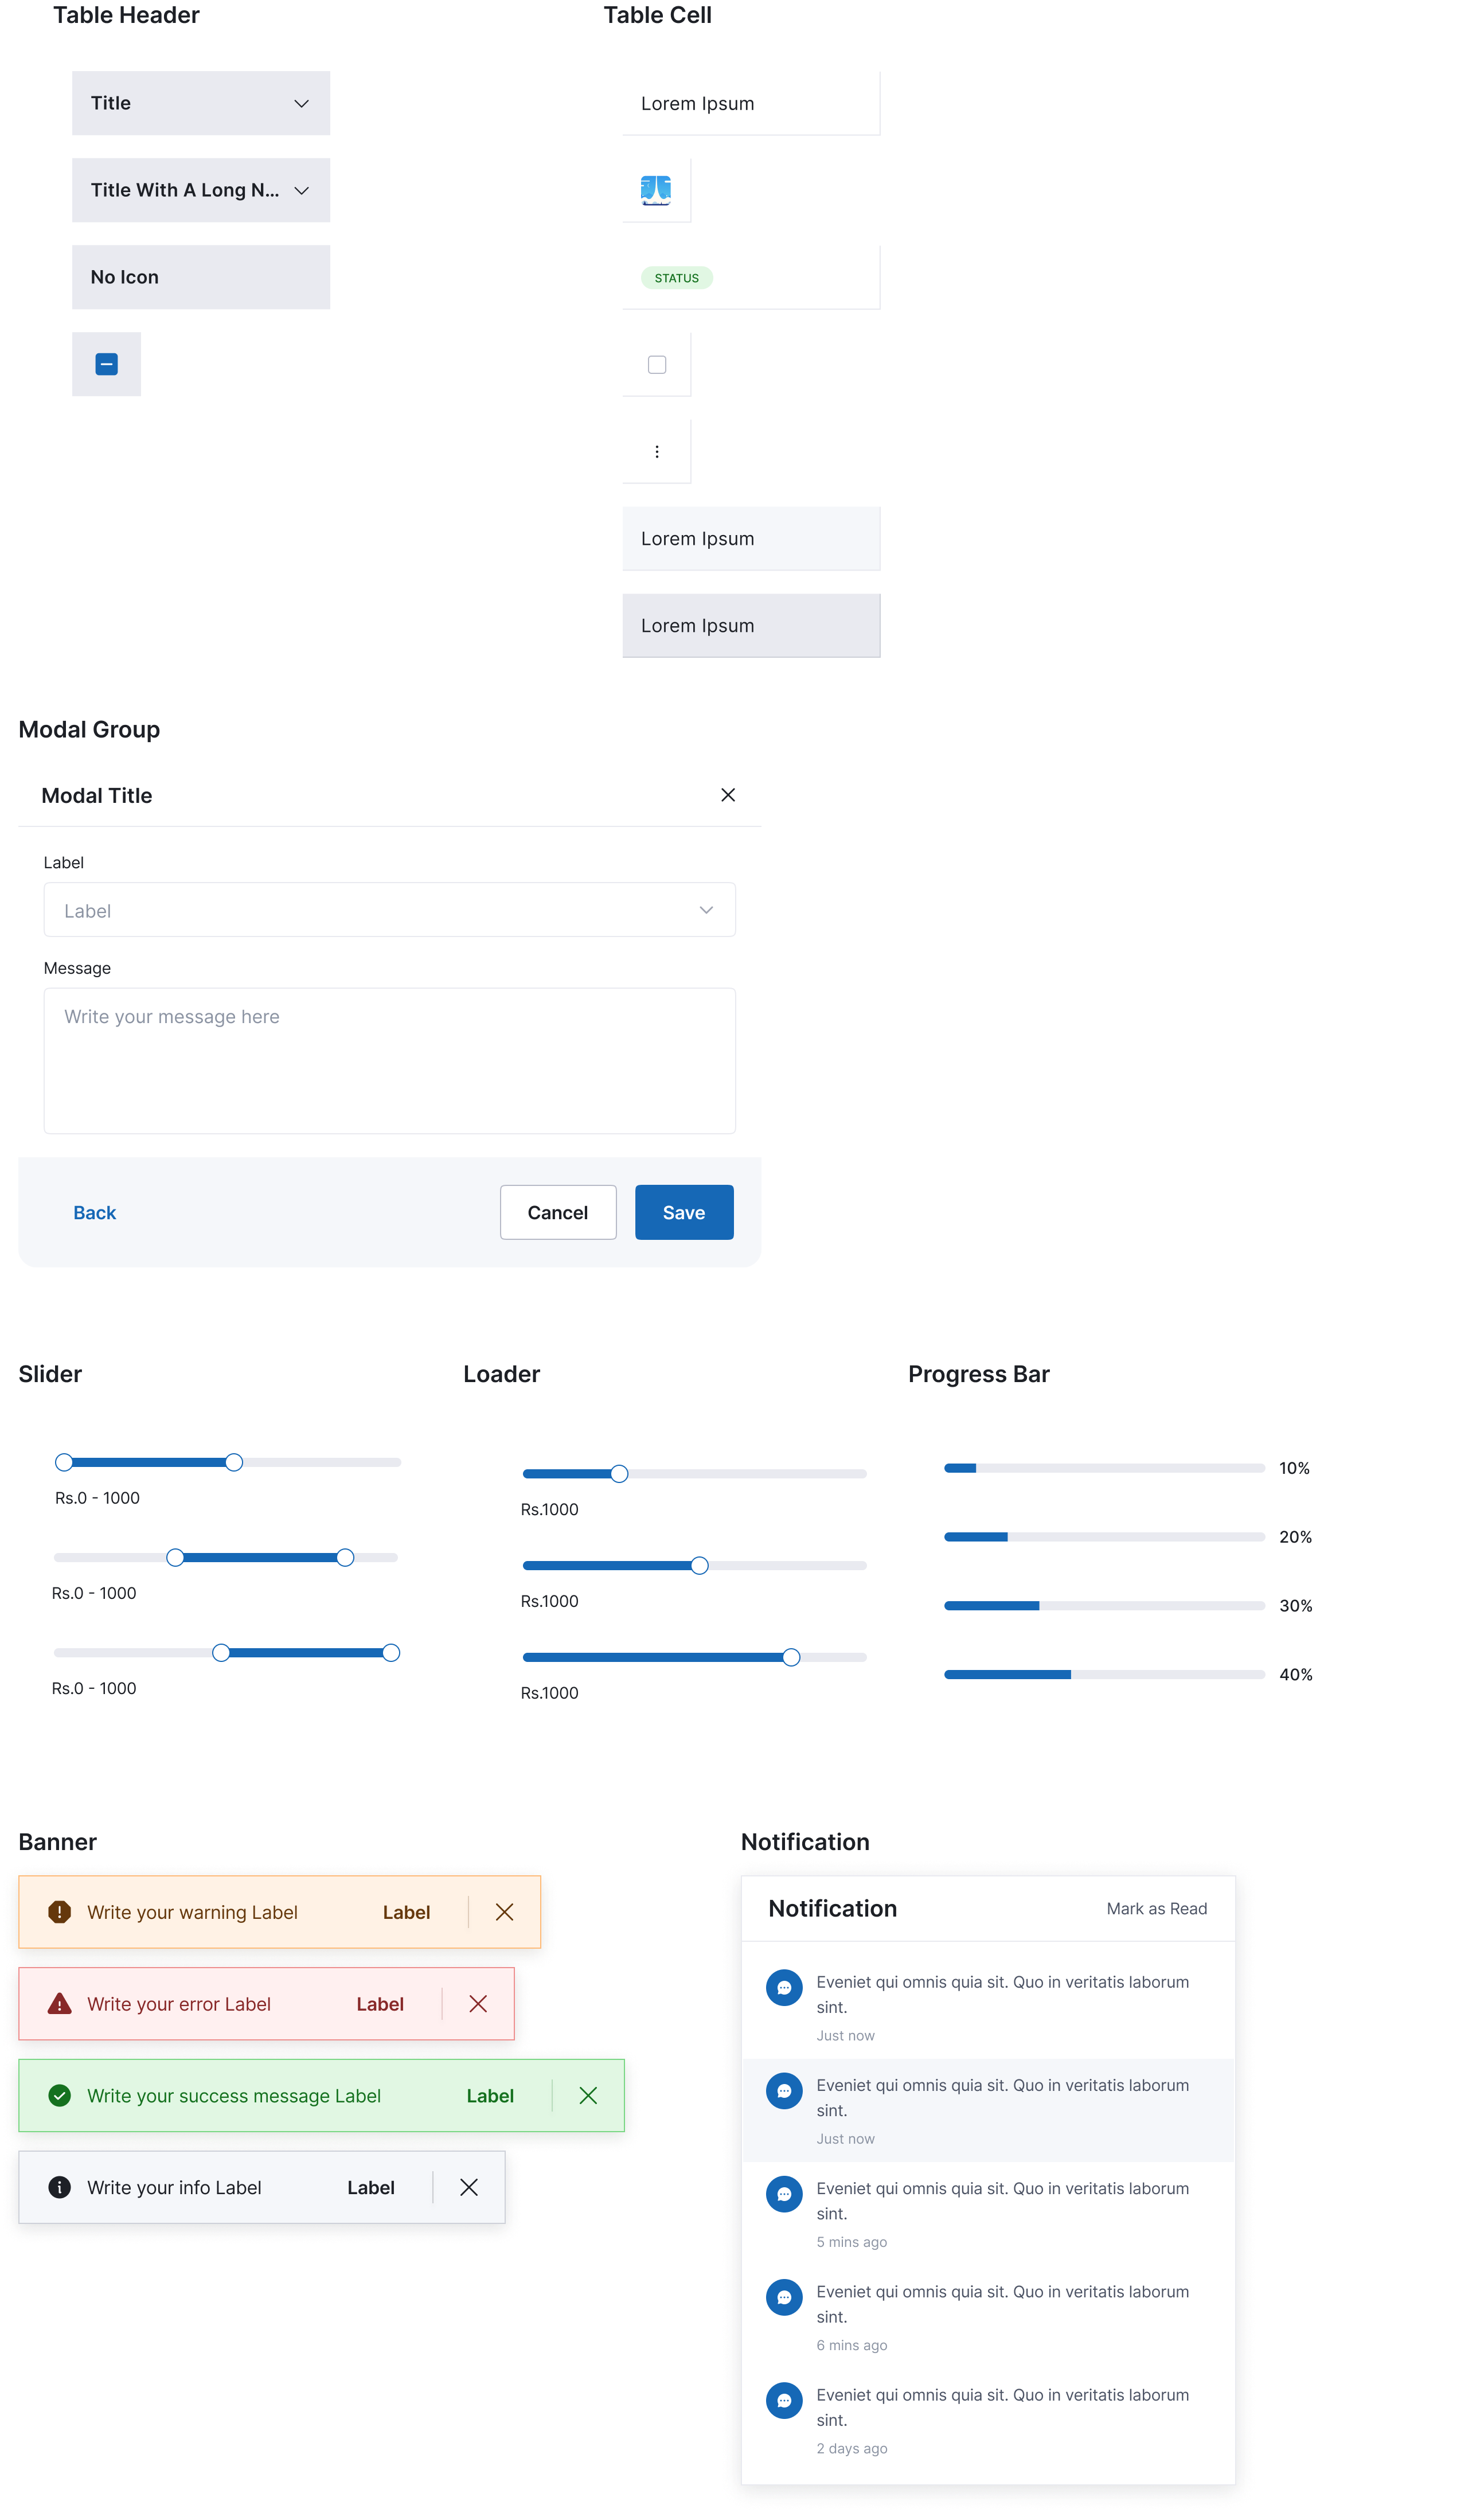 Table Header
Title
Title With A Long N...
No Icon
Table Cell
Lorem Ipsum
STATUS
Lorem Ipsum
Lorem Ipsum
Modal Group
Modal Title
Label
Label
Message
Write your message here
Back
Cancel
Save
Slider
Rs.0 - 1000
Rs.0 - 1000
Rs.0 - 1000
Loader
Rs.1000
Rs.1000
Rs.1000
Progress Bar
10%
20%
30%
40%
Banner
Write your warning Label
Label
Write your error Label
Label
Write your success message Label
Label
Write your info Label
Label
Notification
Notification
Mark as Read
Eveniet qui omnis quia sit. Quo in veritatis laborum
sint.
Just now
Eveniet qui omnis quia sit. Quo in veritatis laborum
sint.
Just now
Eveniet qui omnis quia sit. Quo in veritatis laborum
sint.
5 mins ago
Eveniet qui omnis quia sit. Quo in veritatis laborum
sint.
6 mins ago
Eveniet qui omnis quia sit. Quo in veritatis laborum
sint.
2 days ago